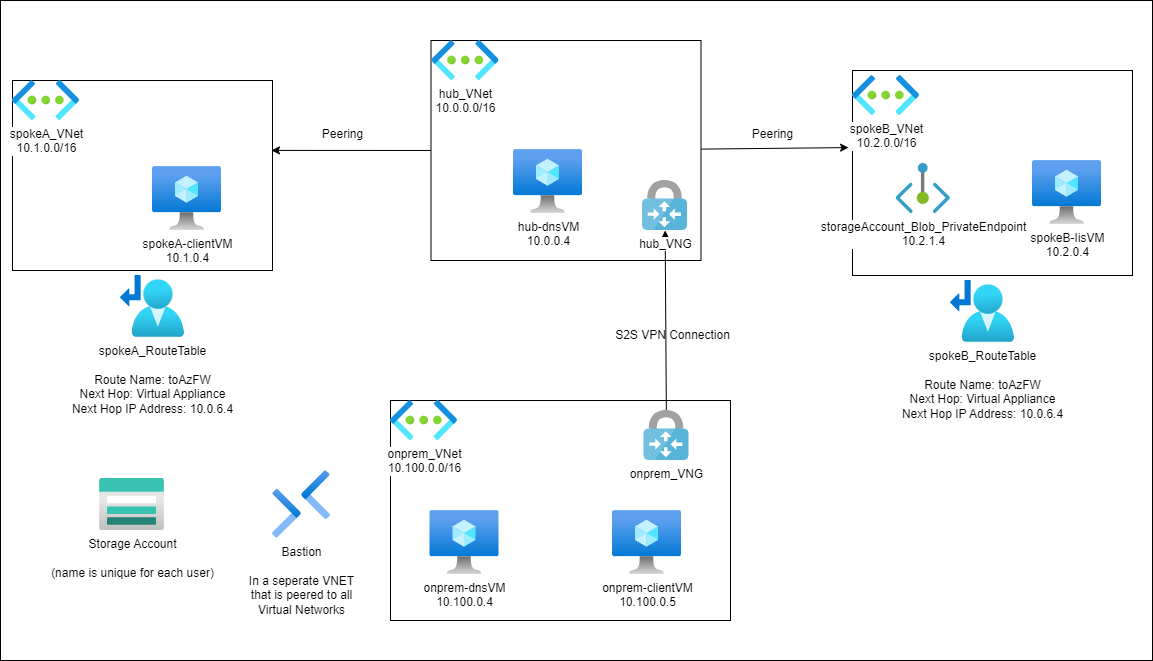 hub_VNet
10.0.0.0/16
hub-dnsVM
10.0.0.4
hub_VNG
Peering
Peering
spokeA_VNet
10.1.0.0/16
spokeA-clientVM
10.1.0.4
spokeA_RouteTable
Route Name: toAzFW
Next Hop: Virtual Appliance
Next Hop IP Address: 10.0.6.4
spokeB_VNet
10.2.0.0/16
storageAccount_Blob_PrivateEndpoint
10.2.1.4
spokeB-lisVM
10.2.0.4
spokeB_RouteTable
Route Name: toAzFW
Next Hop: Virtual Appliance
Next Hop IP Address: 10.0.6.4
S2S VPN Connection
onprem_VNet
10.100.0.0/16
onprem_VNG
onprem-dnsVM
10.100.0.4
onprem-clientVM
10.100.0.5
Storage Account
(name is unique for each user)
Bastion
In a seperate VNET
that is peered to all
Virtual Networks